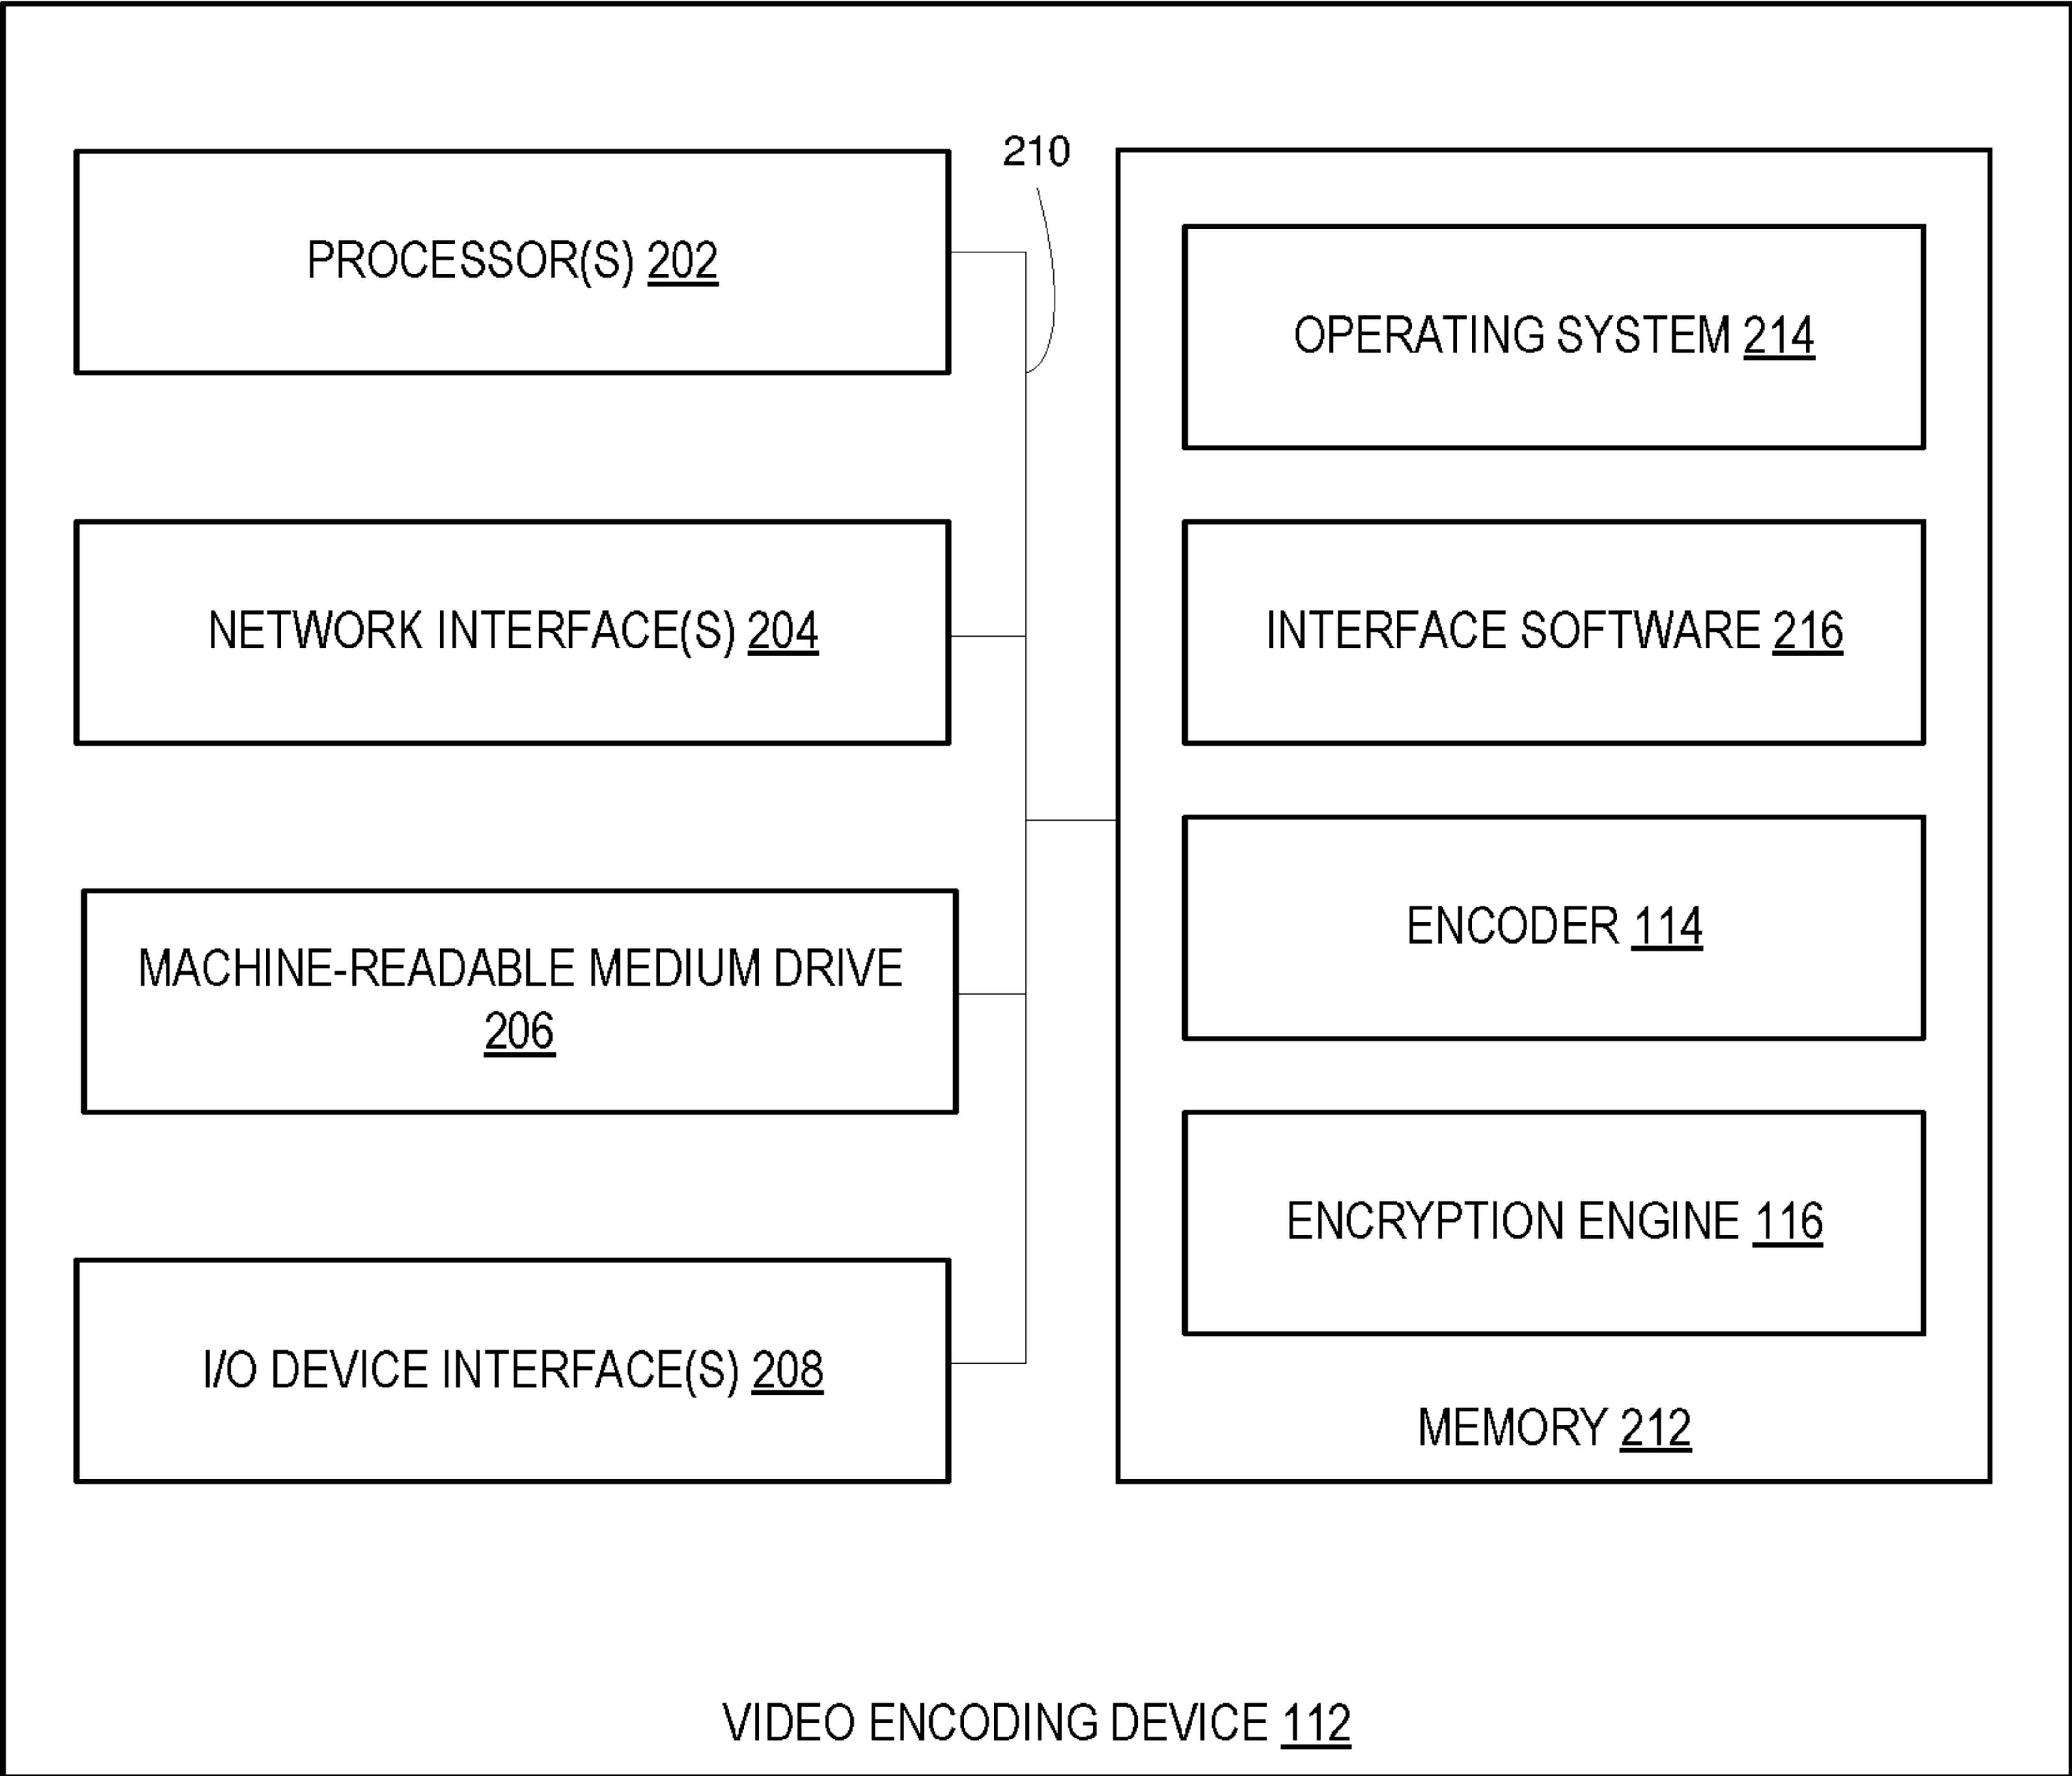 210
PROCESSOR(S) 202
NETWORK INTERFACE(S) 204
MACHINE-READABLE MEDIUM DRIVE
206
I/O DEVICE INTERFACE(S) 208
OPERATING SYSTEM 214
INTERFACE SOFTWARE 216
ENCODER 114
ENCRYPTION ENGINE 116
MEMORY 212
VIDEO ENCODING DEVICE 112